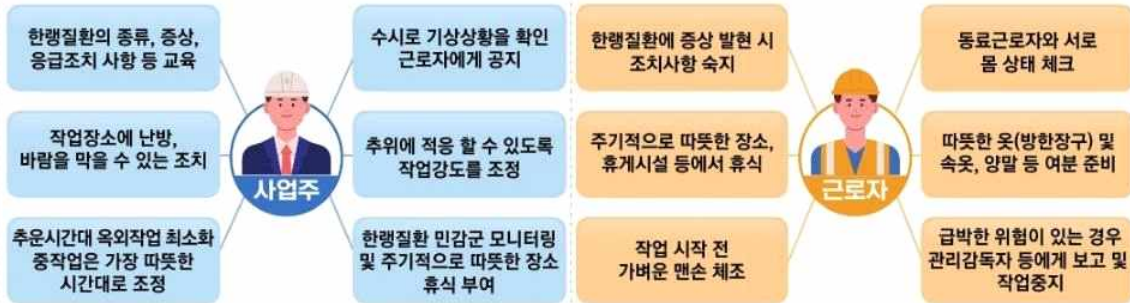 한랭질환의 종류, 증상,
응급조치 사항 등 교육
수시로 기상상황을 확인
근로자에게 공지
작업장소에 난방,
바람을 막을 수 있는 조치
추위에 적응 할 수 있도록
작업강도를 조정
사업주
추운시간대 옥외작업 최소화
중작업은 가장 따뜻한
시간대로 조정
한랭질환 민감군 모니터링
및 주기적으로 따뜻한 장소
휴식 부여
한랭질환에 증상 발현 시
조치사항 숙지
동료근로자와 서로
몸 상태 체크
주기적으로 따뜻한 장소,
휴게시설 등에서 휴식
따뜻한 옷(방한장구) 및
속옷, 양말 등 여분 준비
근로자
작업 시작 전
가벼운 맨손 체조
급박한 위험이 있는 경우
관리감독자 등에게 보고 및
작업중지